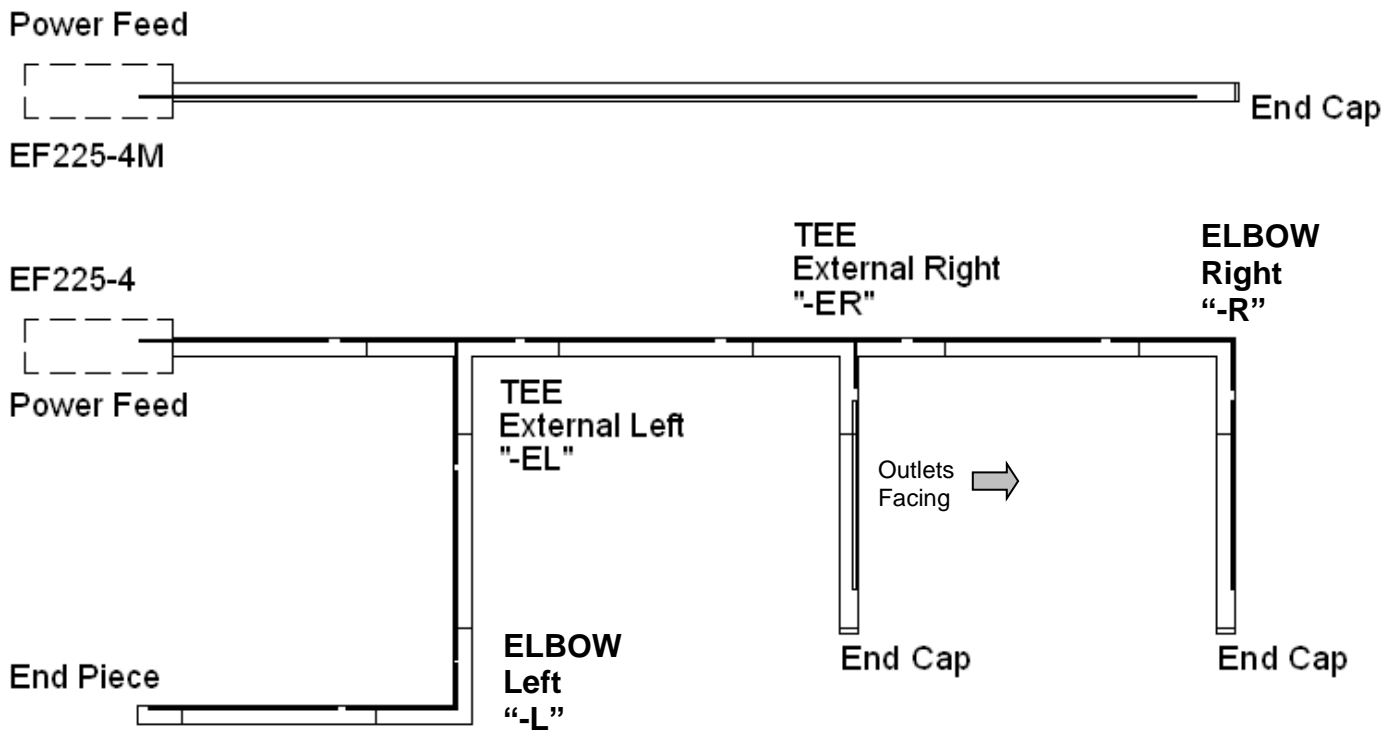 Power Feed
End Cap
EF225-4M
TEE
External Right
"-ER"
ELBOW
Right
“-R”
EF225-4
Power Feed
TEE
External Left
"-EL"
Outlets
Facing
ELBOW
Left
“-L”
End Cap
End Cap
End Piece